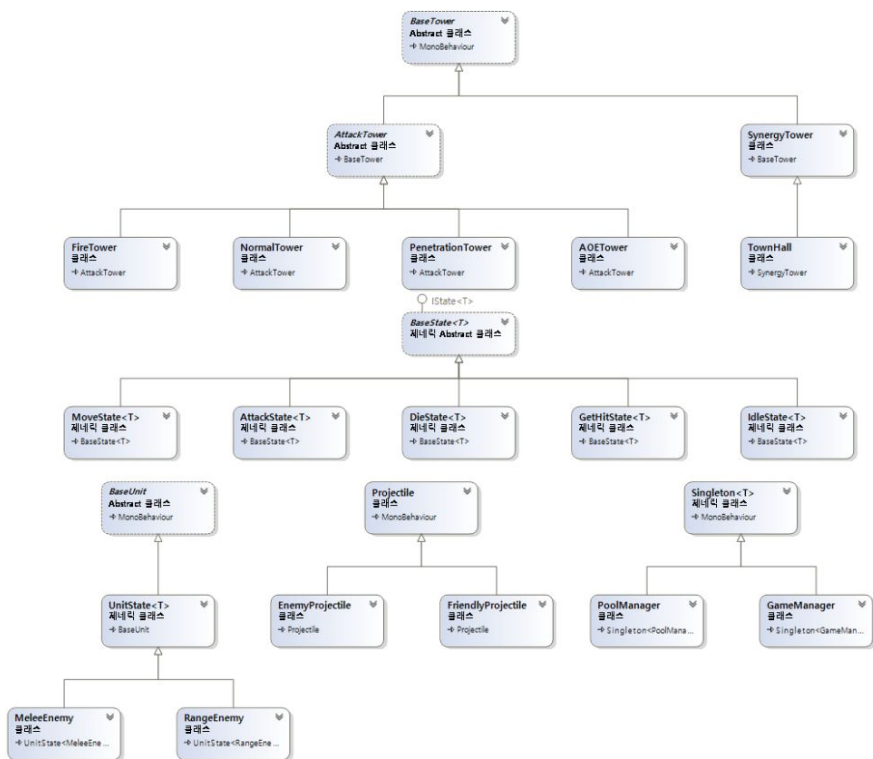 BaseTower
Abstract 클래스
MonoBehaviour
AttackTower
Abstract 클래스
BaseTower
SynergyTower
클래스
BaseTower
FireTower
클래스
AttackTower
NormalTower
클래스
AttackTower
PenetrationTower
클래스
AttackTower
AOETower
클래스
AttackTower
TownHall
클래스
SynergyTower
IState<T>
BaseState<T>
제네릭 Abstract 클래스
MoveState<T>
제네릭 클래스
BaseState<T>
AttackState<T>
제네릭 클래스
BaseState<T>
DieState<T>
제네릭 클래스
BaseState<T>
GetHitState<T>
제네릭 클래스
BaseState<T>
IdleState<T>
제네릭 클래스
BaseState<T>
BaseUnit
Abstract 클래스
MonoBehaviour
Projectile
클래스
MonoBehaviour
Singleton<T>
제네릭 클래스
MonoBehaviour
UnitState<T>
제네릭 클래스
BaseUnit
EnemyProjectile
클래스
Projectile
FriendlyProjectile
클래스
Projectile
PoolManager
클래스
Singleton<PoolMana...
GameManager
클래스
Singleton<GameMan...
MeleeEnemy
클래스
UnitState<MeleeEne ...
RangeEnemy
클래스
UnitState<RangeEne ...